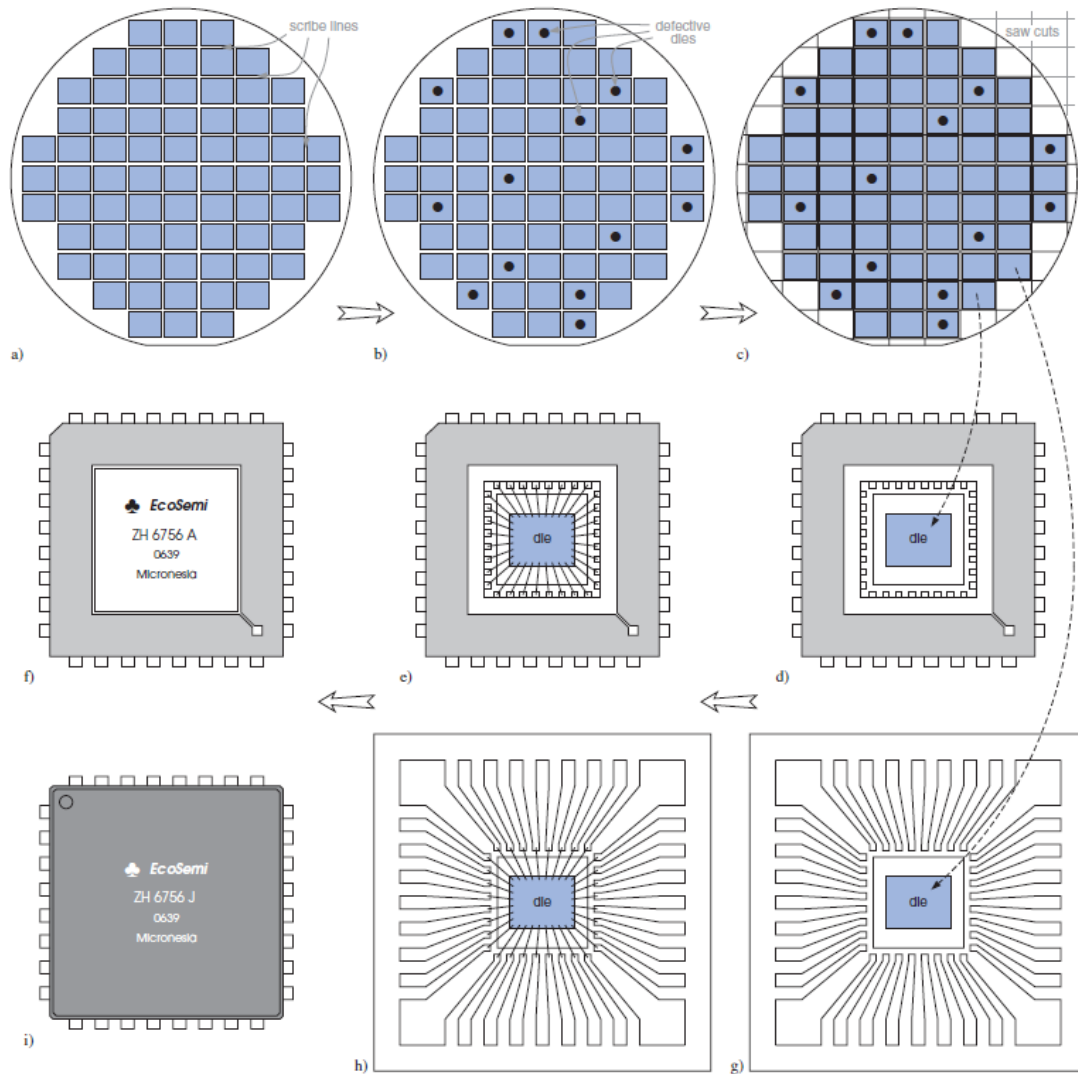 scribe lines
defective
dies
saw cuts
a)
b)
c)
♣ EcoSemi
ZH 6756 A
0639
Micronesia
die
die
f)
e)
d)
♣ EcoSemi
ZH 6756 J
0639
Micronesia
die
die
i)
h)
g)